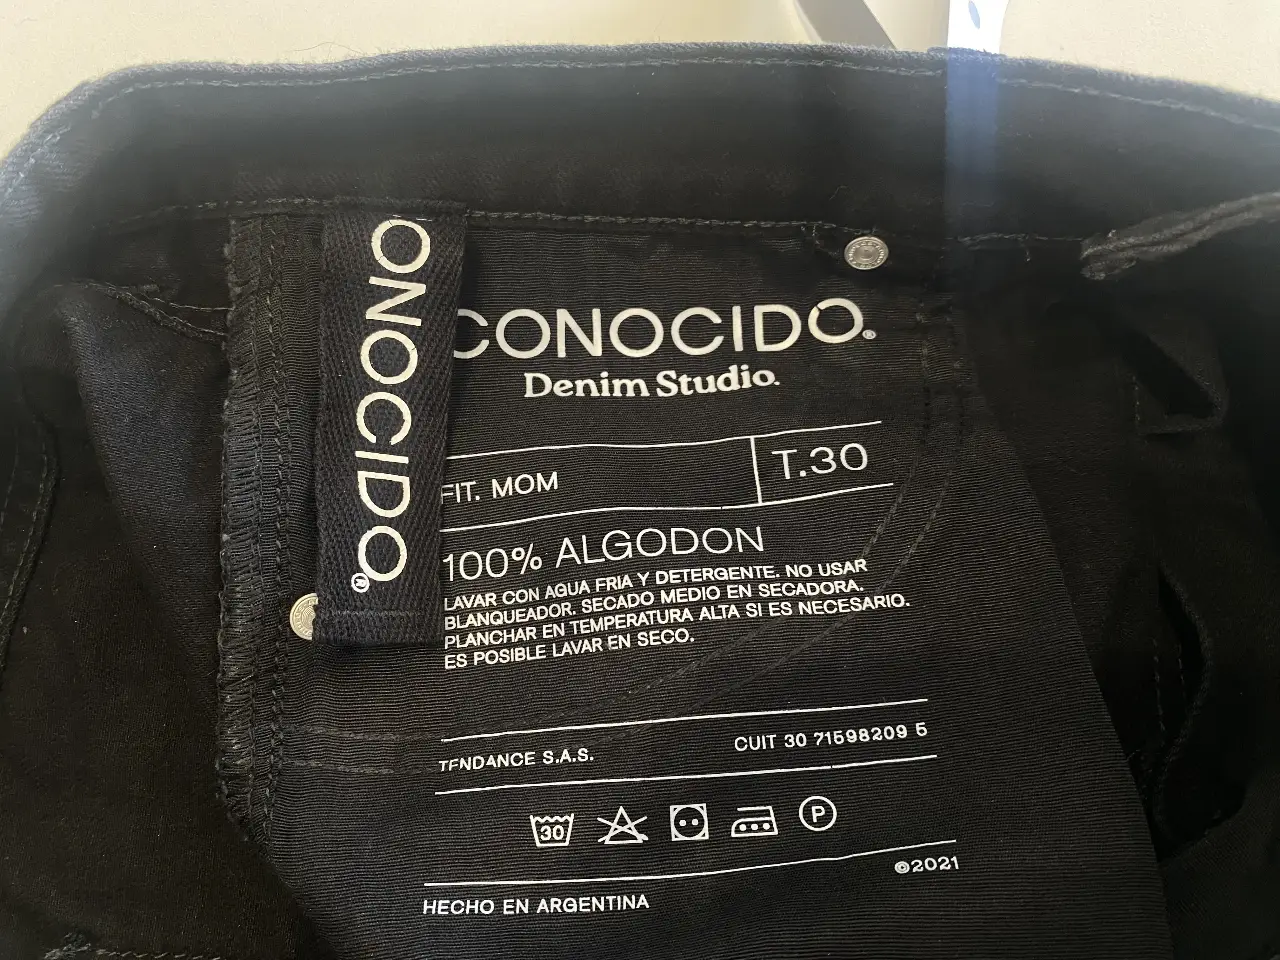 ONOCIDO®
CONOCIDO®
Denim Studio.
FIT. MOM
T.30
100% ALGODON
LAVAR CON AGUA FRIA Y DETERGENTE. NO USAR
BLANQUEADOR. SECADO MEDIO EN SECADORA.
PLANCHAR EN TEMPERATURA ALTA SI ES NECESARIO.
ES POSIBLE LAVAR EN SECO.
TENDANCE S.A.S.
CUIT 30 71598209 5
30
P
©2021
HECHO EN ARGENTINA